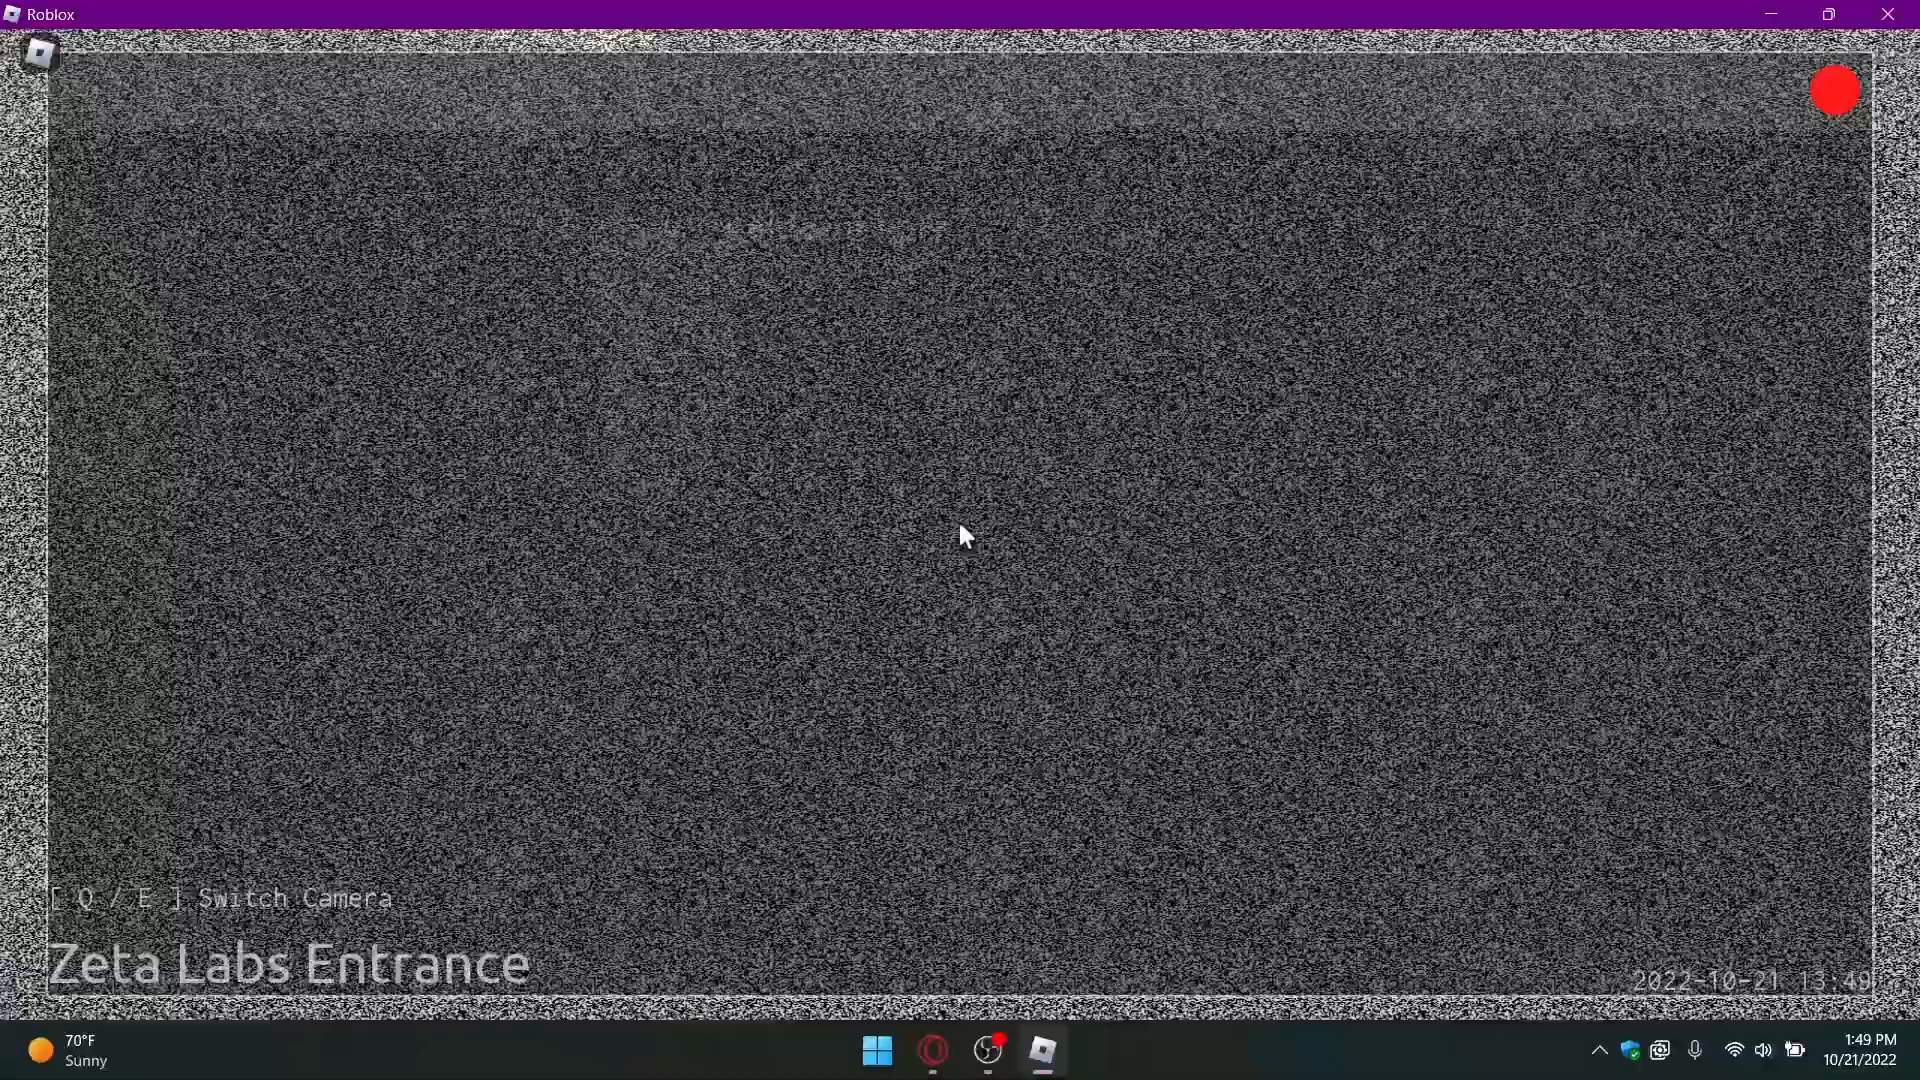 Roblox
[ Q / E ] Switch Camera
Zeta Labs Entrance
2022-10-21 13:49
70°F
Sunny
1:49 PM
10/21/2022